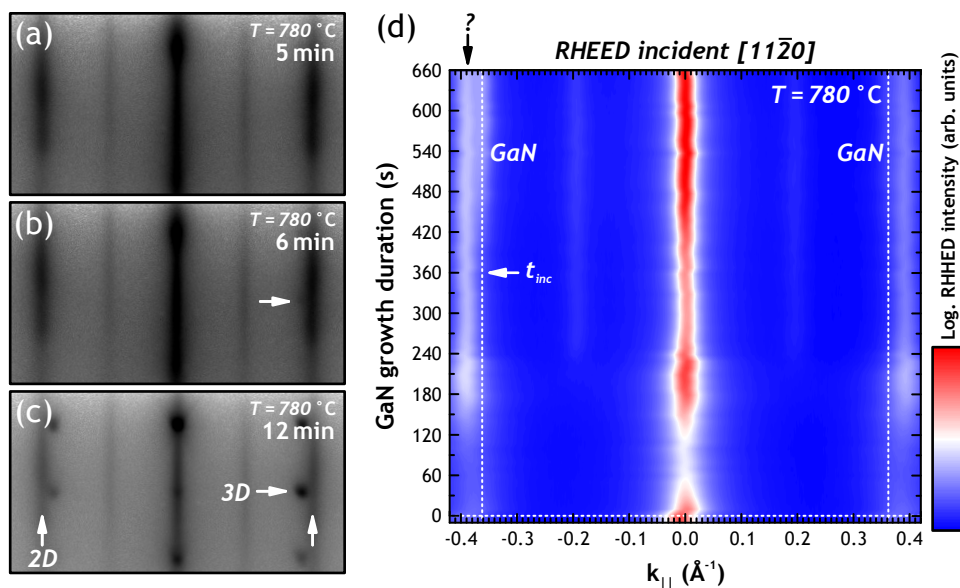 (a)
T = 780 °C
5 min
(b)
T = 780 °C
6 min
(c)
T = 780 °C
12 min
3D
2D
(d)
?
RHEED incident [112̄0]
T = 780 °C
GaN
GaN
t_inc
GaN growth duration (s)
660
600
540
480
420
360
300
240
180
120
60
0
-0.4 -0.3 -0.2 -0.1 0.0 0.1 0.2 0.3 0.4
k|| (Å⁻¹)
Log. RHHED intensity (arb. units)